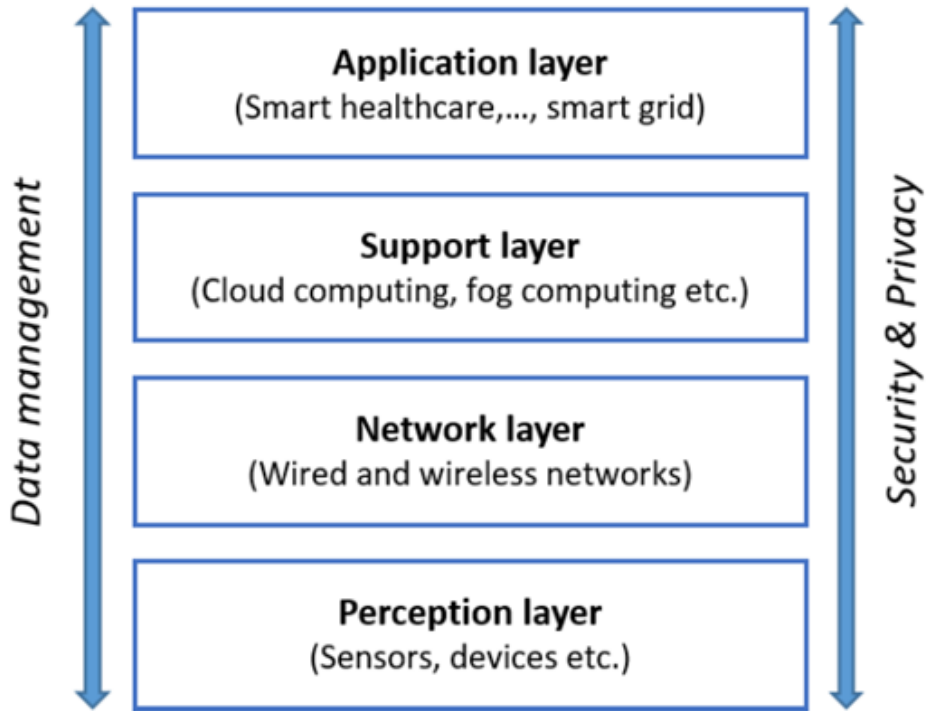 Data management
Application layer
(Smart healthcare,..., smart grid)
Support layer
(Cloud computing, fog computing etc.)
Network layer
(Wired and wireless networks)
Perception layer
(Sensors, devices etc.)
Security & Privacy